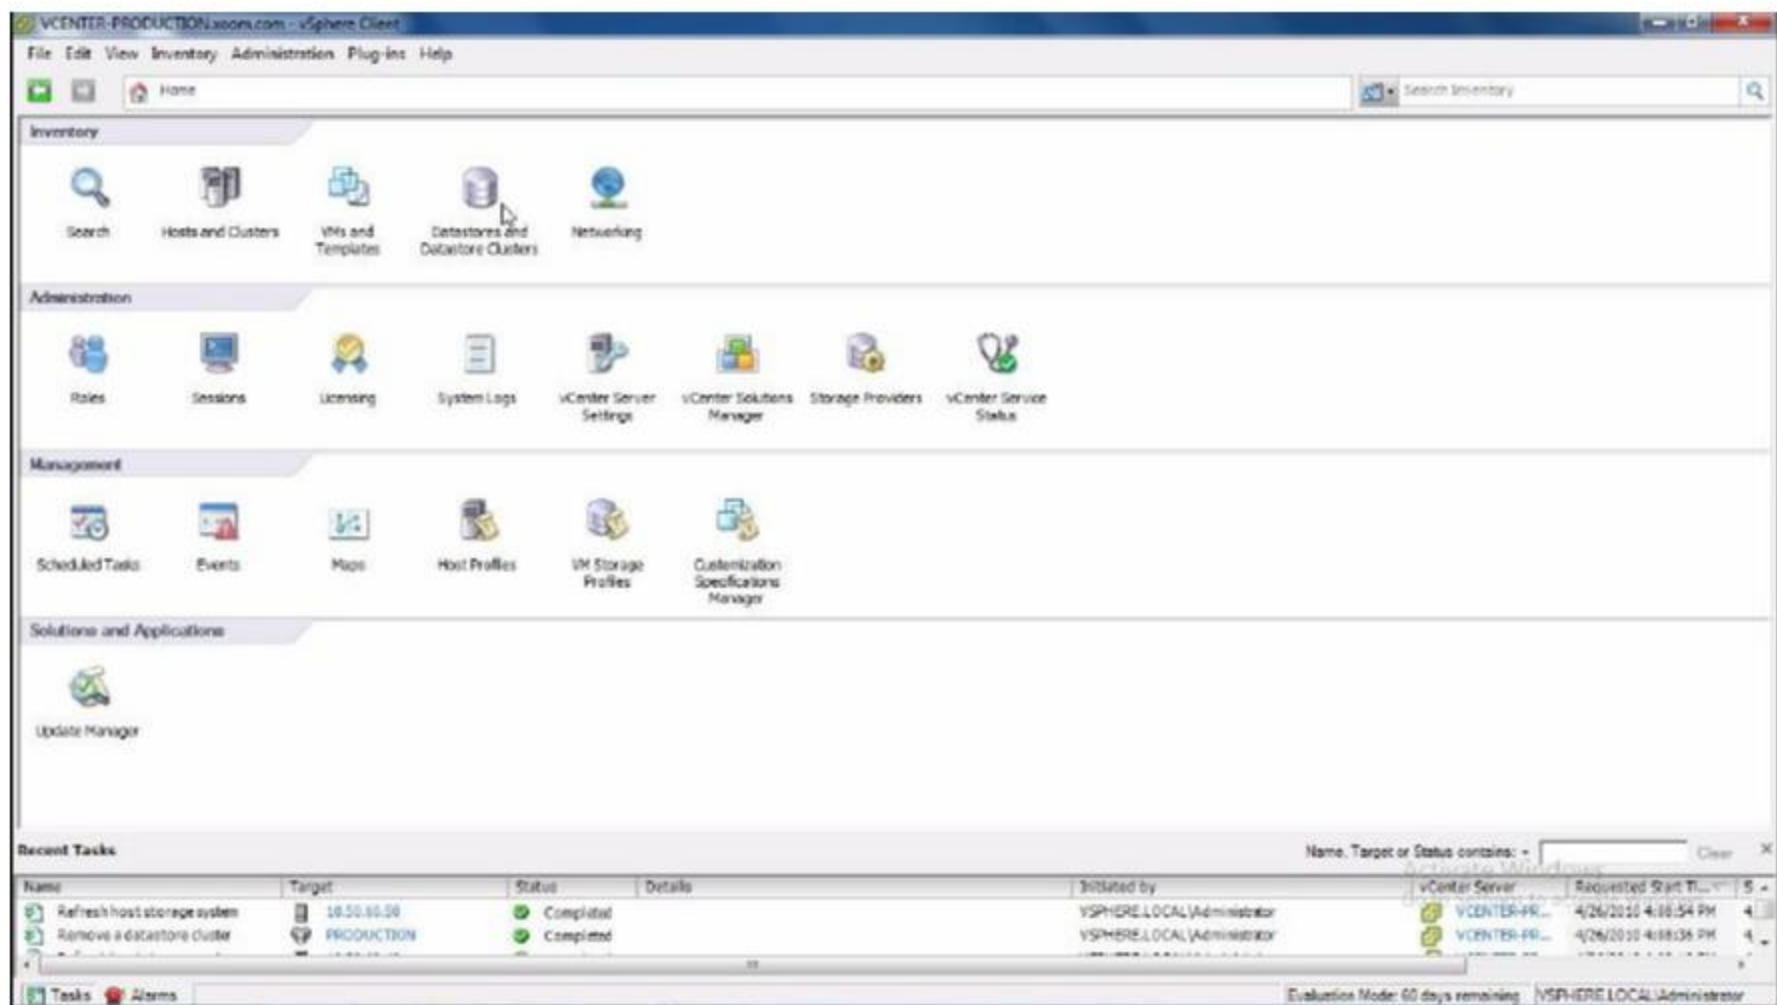 VCENTER-PRODUCTION.xoom.com - vSphere Client
File Edit View Inventory Administration Plug-ins Help
Home
Search Inventory
Inventory
Search
Hosts and Clusters
VMs and
Templates
Datastores and
Datastore Clusters
Networking
Administration
Roles
Sessions
Licensing
System Logs
vCenter Server
Settings
vCenter Solutions
Manager
Storage Providers
vCenter Service
Status
Management
Scheduled Tasks
Events
Maps
Host Profiles
VM Storage
Profiles
Customization
Specifications
Manager
Solutions and Applications
Update Manager
Recent Tasks
Name, Target or Status contains:
Clear
Activate Windows
Name Target Status Details Initiated by vCenter Server Requested Start Ti... S
Refresh host storage system Completed VSPHERE.LOCAL\Administrator VCENTER-PR... 4
Remove a datastore cluster PRODUCTION Completed VSPHERE.LOCAL\Administrator VCENTER-PR... 4
Tasks Alarms
Evaluation Mode: 60 days remaining VSPHERE.LOCAL\Administrator